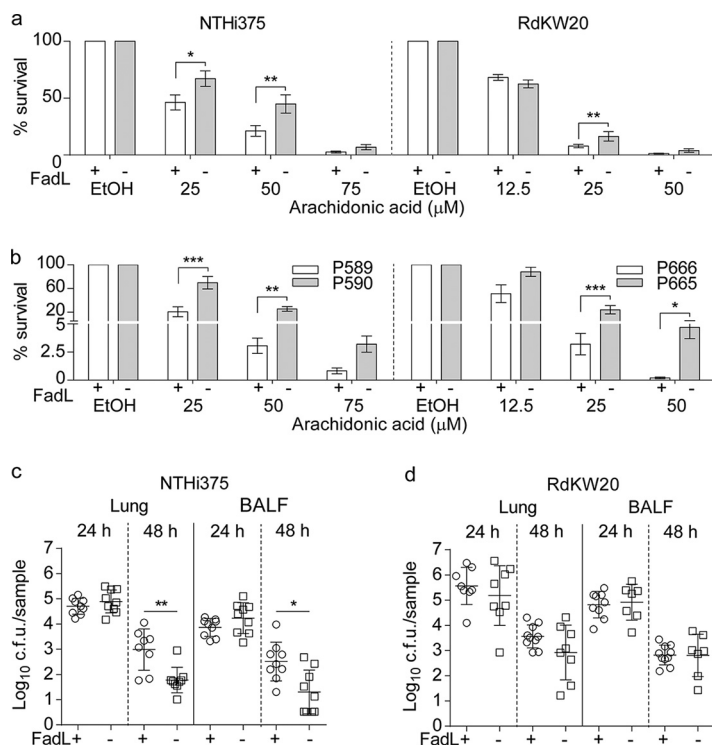 a
NTHi375
RdKW20
% survival
100
50
0
* ** **
FadL + - + - + - + - + - + - + - + -
EtOH 25 50 75 EtOH 12.5 25 50
Arachidonic acid (μM)
b
P589
P590
P666
P665
% survival
100
60
20
5
2.5
0
*** ** *** *
FadL + - + - + - + - + - + - + - + -
EtOH 25 50 75 EtOH 12.5 25 50
Arachidonic acid (μM)
c
NTHi375
Lung BALF
24 h 48 h 24 h 48 h
Log10 c.f.u./sample
7
6
5
4
3
2
1
0
** *
FadL + - + - + - + -
d
RdKW20
Lung BALF
24 h 48 h 24 h 48 h
Log10 c.f.u./sample
7
6
5
4
3
2
1
0
FadL + - + - + - + -